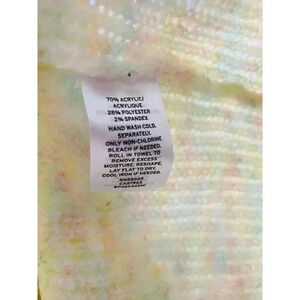 70% ACRYLIC/
ACRYLIQUE
28% POLYESTER
2% SPANDEX
HAND WASH COLD.
SEPARATELY.
ONLY NON-CHLORINE
BLEACH IF NEEDED.
ROLL IN TOWEL TO
REMOVE EXCESS
MOISTURE, RESHAPE,
LAY FLAT TO DRY.
COOL IRON IF NEEDED.